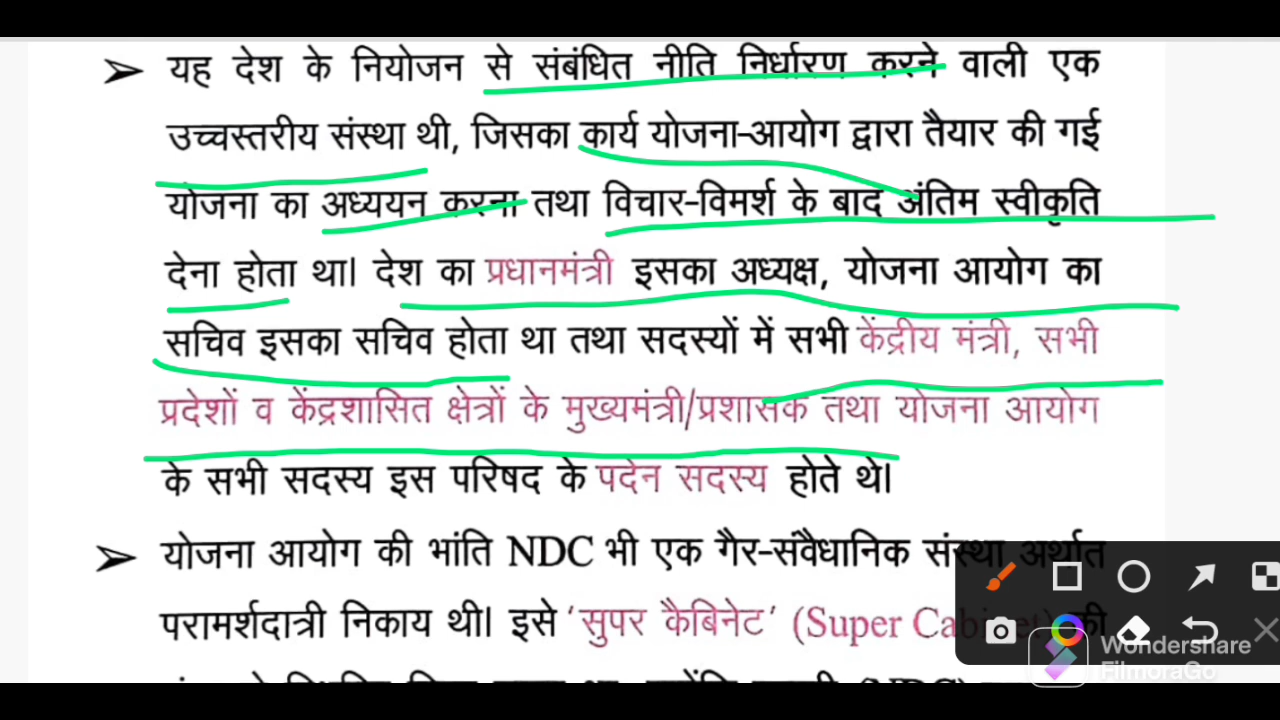 ➢ यह देश के नियोजन से संबंधित नीति निर्धारण करने वाली एक
उच्चस्तरीय संस्था थी, जिसका कार्य योजना-आयोग द्वारा तैयार की गई
योजना का अध्ययन करना तथा विचार-विमर्श के बाद अंतिम स्वीकृति
देना होता था। देश का प्रधानमंत्री इसका अध्यक्ष, योजना आयोग का
सचिव इसका सचिव होता था तथा सदस्यों में सभी केंद्रीय मंत्री, सभी
प्रदेशों व केंद्रशासित क्षेत्रों के मुख्यमंत्री/प्रशासक तथा योजना आयोग
के सभी सदस्य इस परिषद के पदेन सदस्य होते थे।
➢ योजना आयोग की भांति NDC भी एक गैर-संवैधानिक संस्था अर्थात
परामर्शदात्री निकाय थी। इसे 'सुपर कैबिनेट' (Super Cabinet) की
Wondershare
FilmoraGo